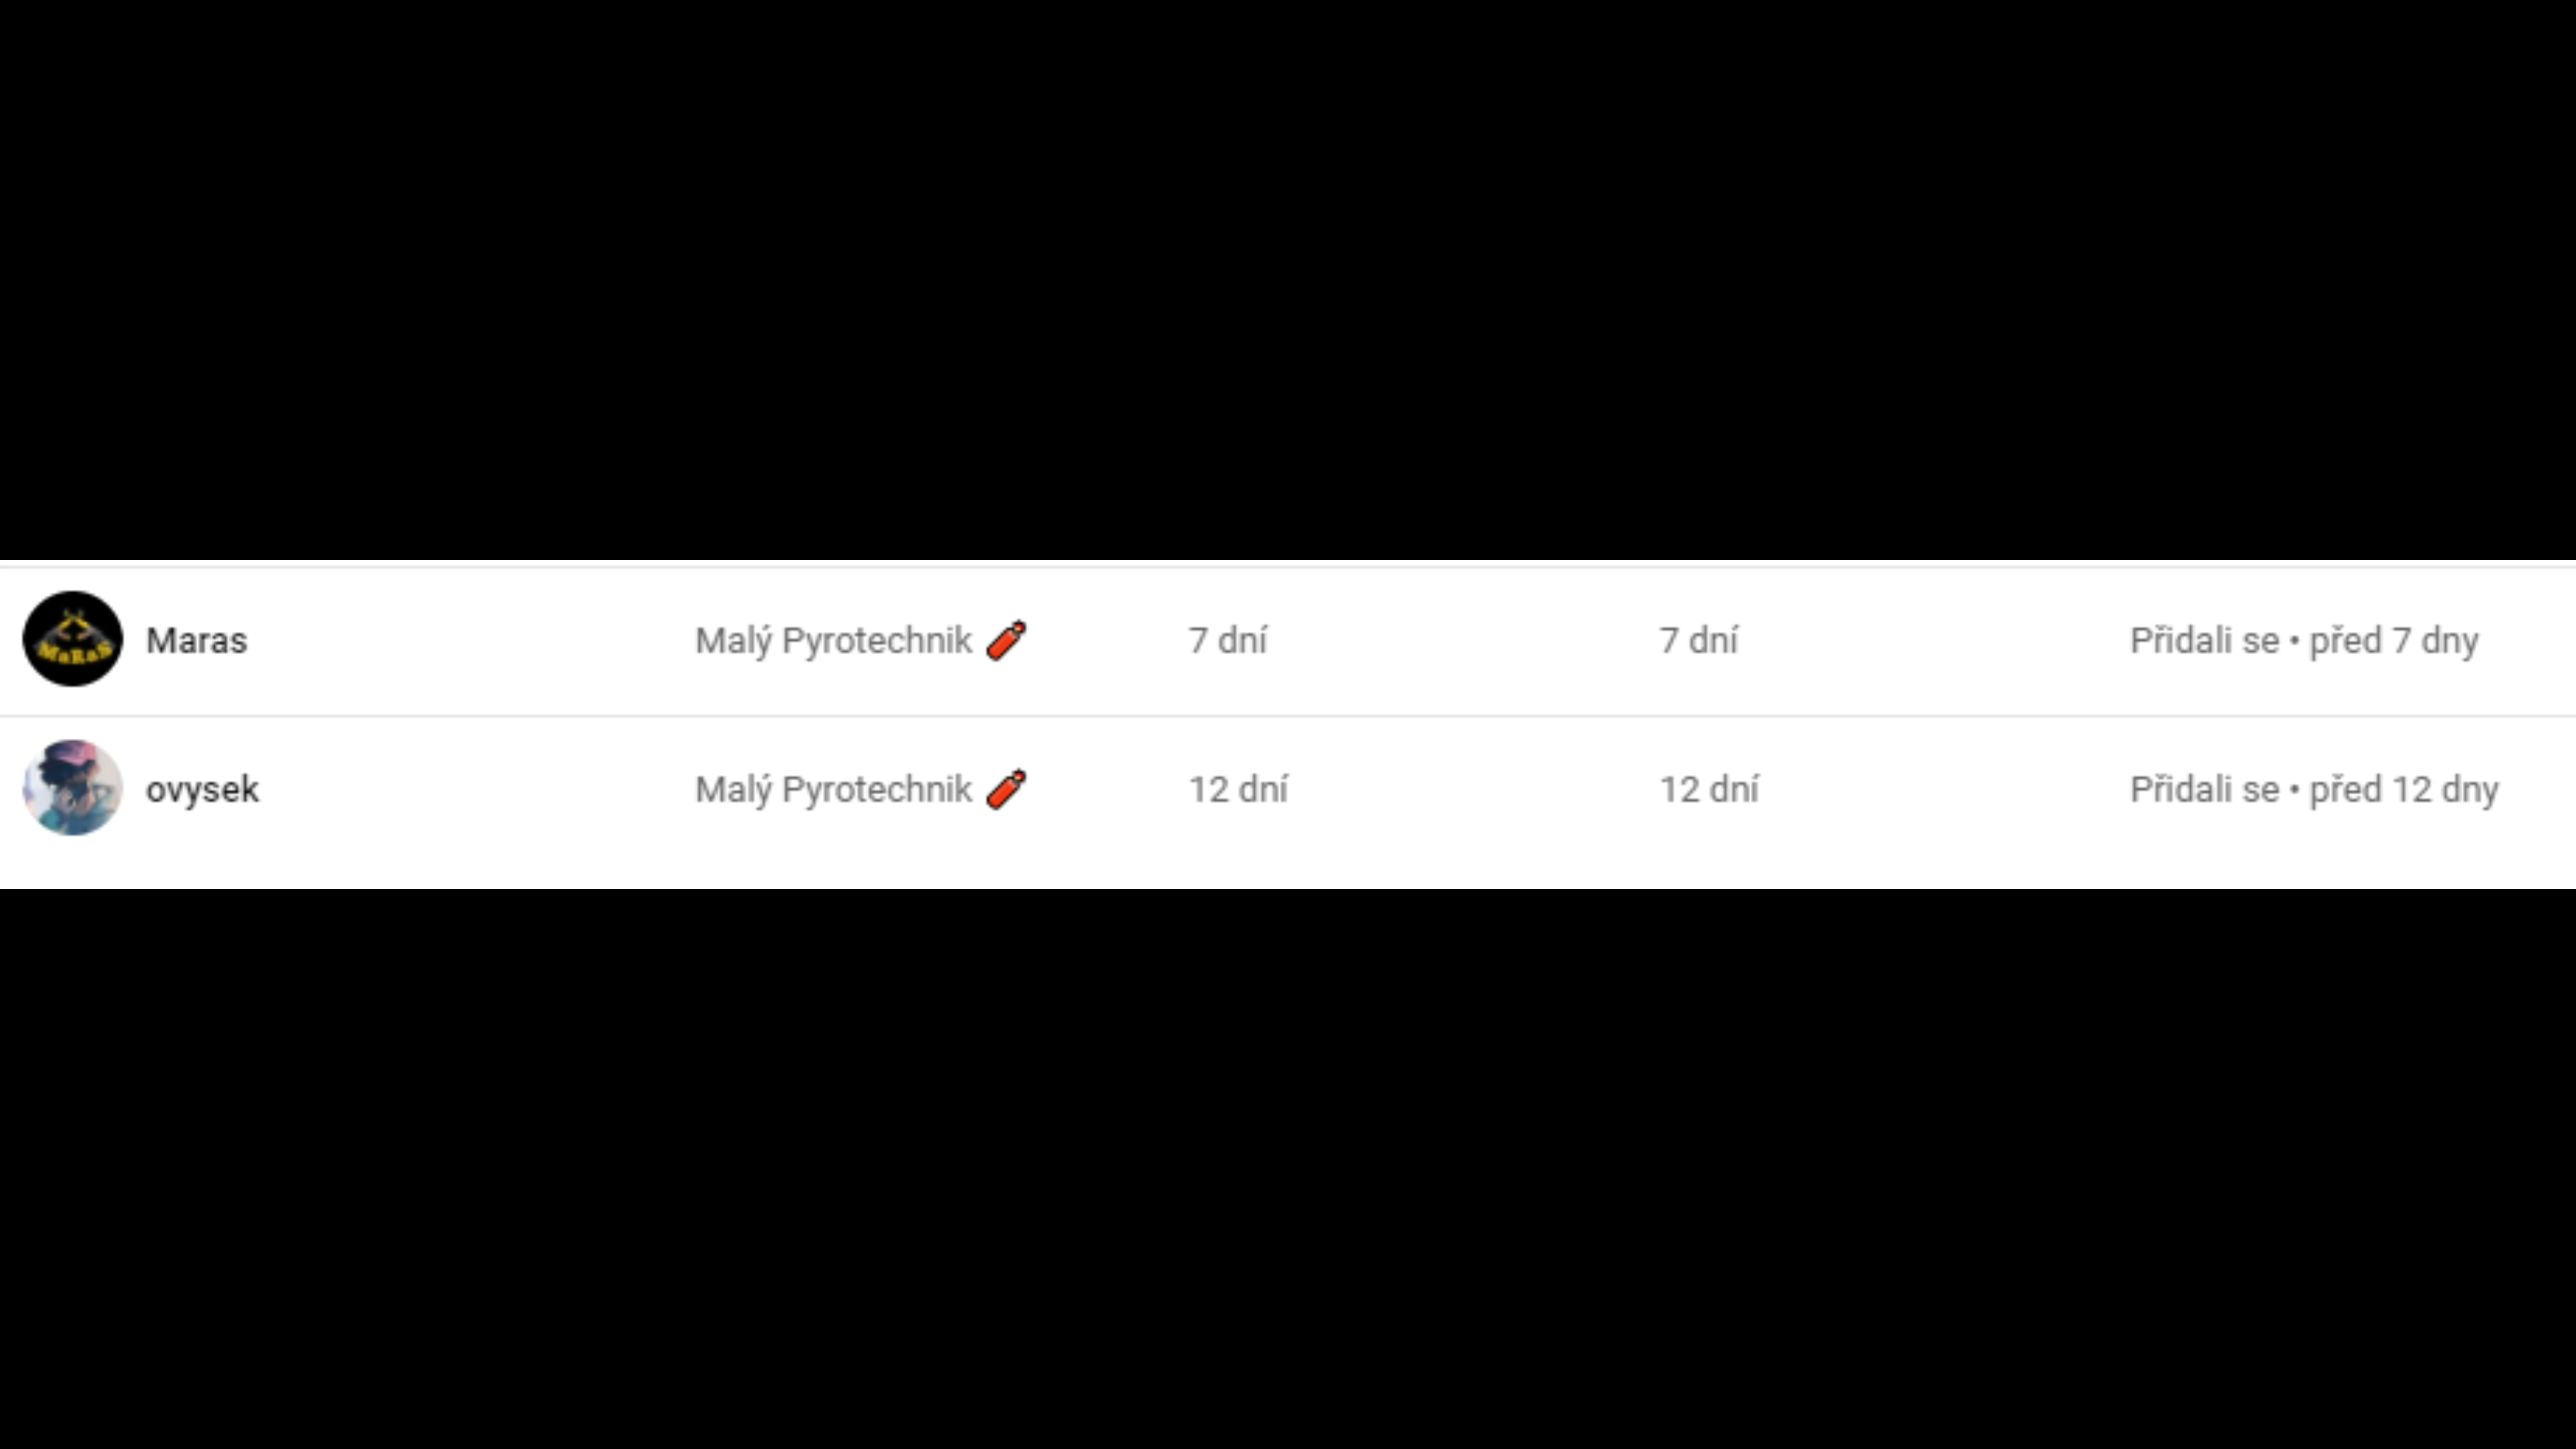 MaRaS
Maras Malý Pyrotechnik 🧨 7 dní 7 dní Přidali se • před 7 dny
ovysek Malý Pyrotechnik 🧨 12 dní 12 dní Přidali se • před 12 dny